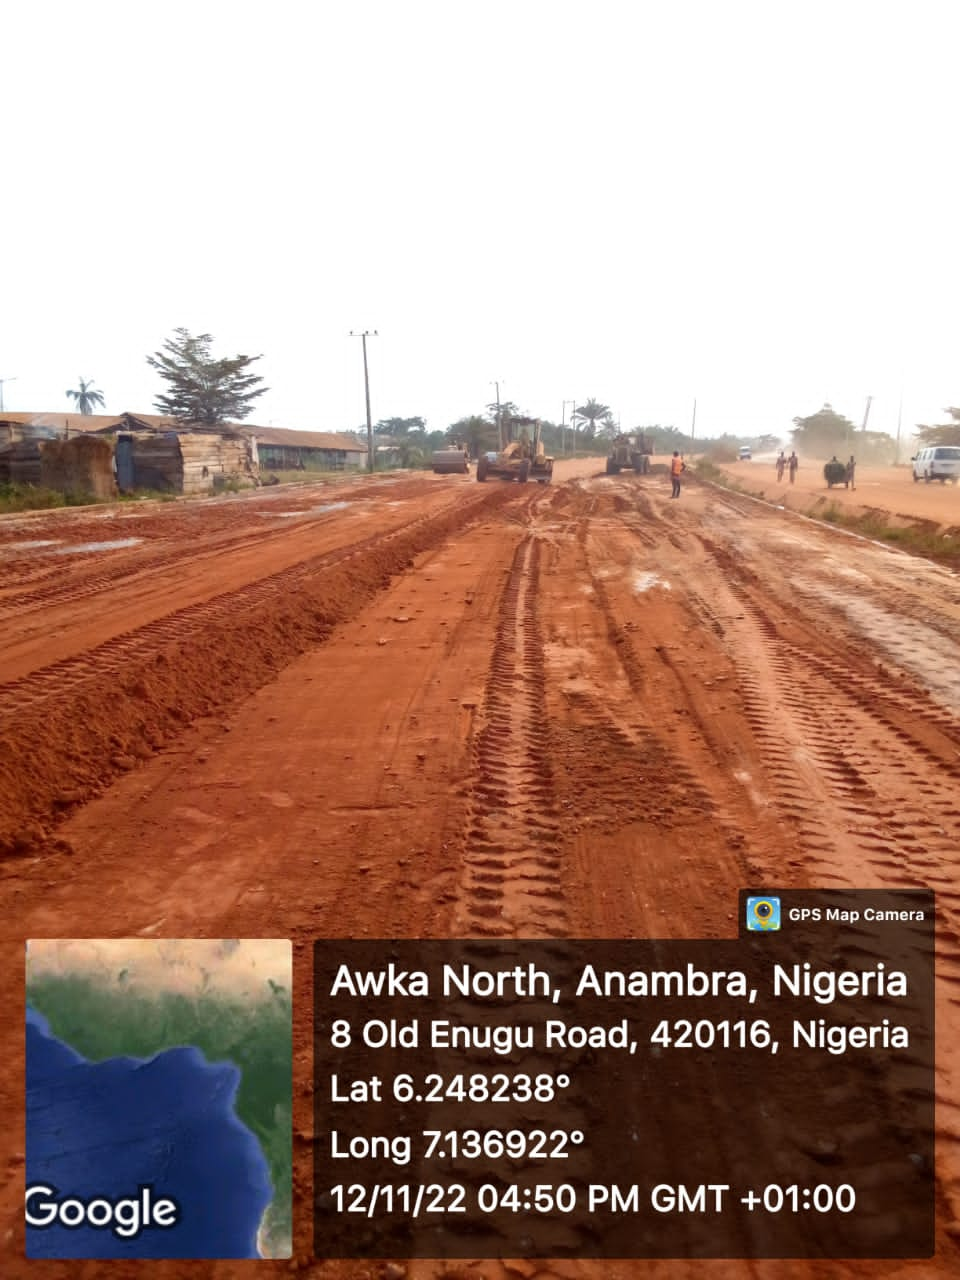 GPS Map Camera
Awka North, Anambra, Nigeria
8 Old Enugu Road, 420116, Nigeria
Lat 6.248238°
Long 7.136922°
12/11/22 04:50 PM GMT +01:00
Google